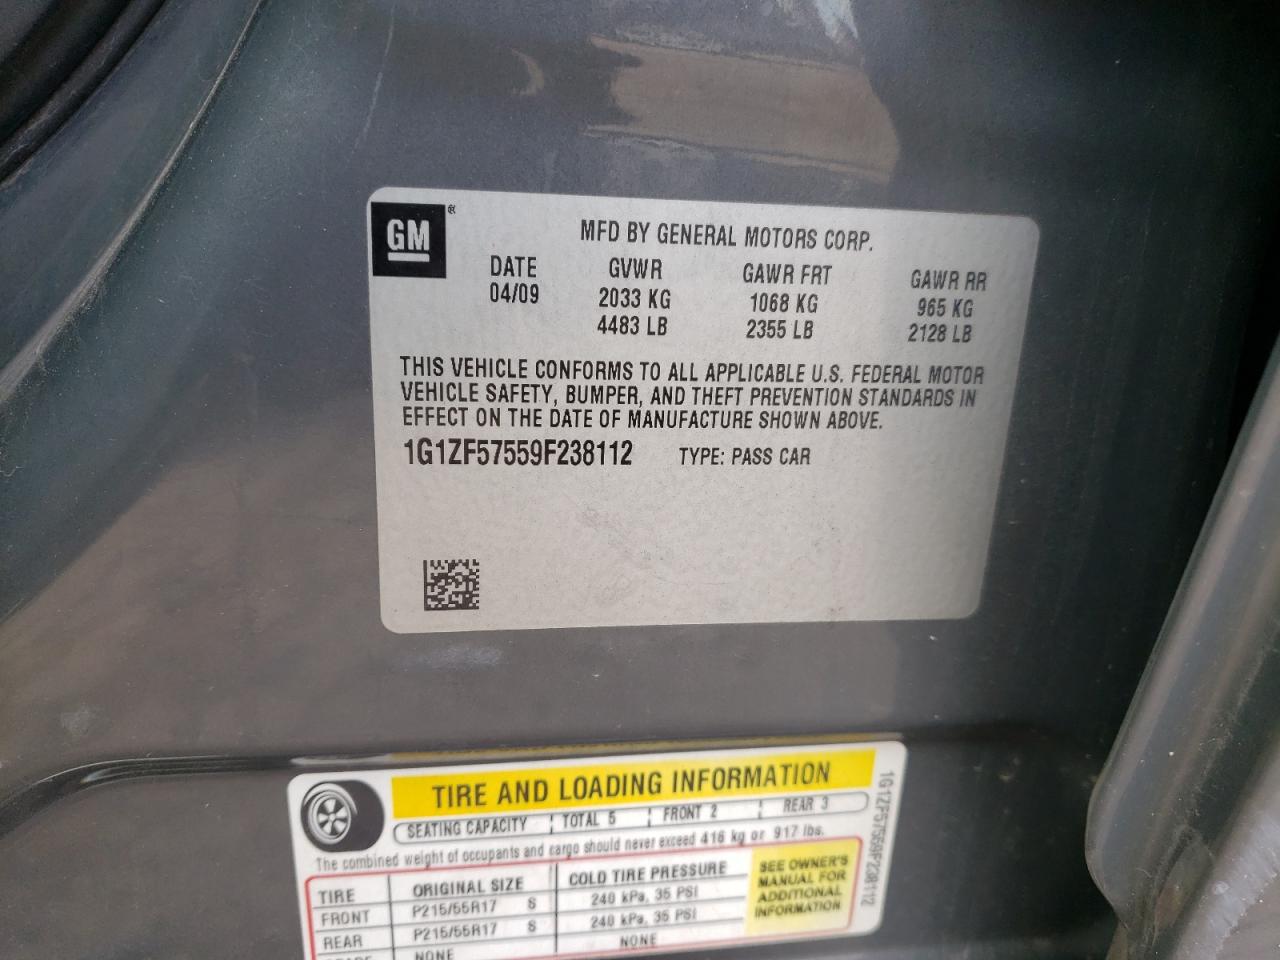 GM®
MFD BY GENERAL MOTORS CORP.
DATE GVWR GAWR FRT GAWR RR
04/09 2033 KG 1068 KG 965 KG
4483 LB 2355 LB 2128 LB
THIS VEHICLE CONFORMS TO ALL APPLICABLE U.S. FEDERAL MOTOR
VEHICLE SAFETY, BUMPER, AND THEFT PREVENTION STANDARDS IN
EFFECT ON THE DATE OF MANUFACTURE SHOWN ABOVE.
1G1ZF57559F238112 TYPE: PASS CAR
TIRE AND LOADING INFORMATION
SEATING CAPACITY TOTAL 5 FRONT 2 REAR 3
The combined weight of occupants and cargo should never exceed 416 kg or 917 lbs.
TIRE ORIGINAL SIZE COLD TIRE PRESSURE
FRONT P215/55R17 S 240 kPa, 35 PSI
REAR P215/55R17 S 240 kPa, 35 PSI
SPARE NONE NONE
SEE OWNER'S
MANUAL FOR
ADDITIONAL
INFORMATION
1G1ZF57559F238112